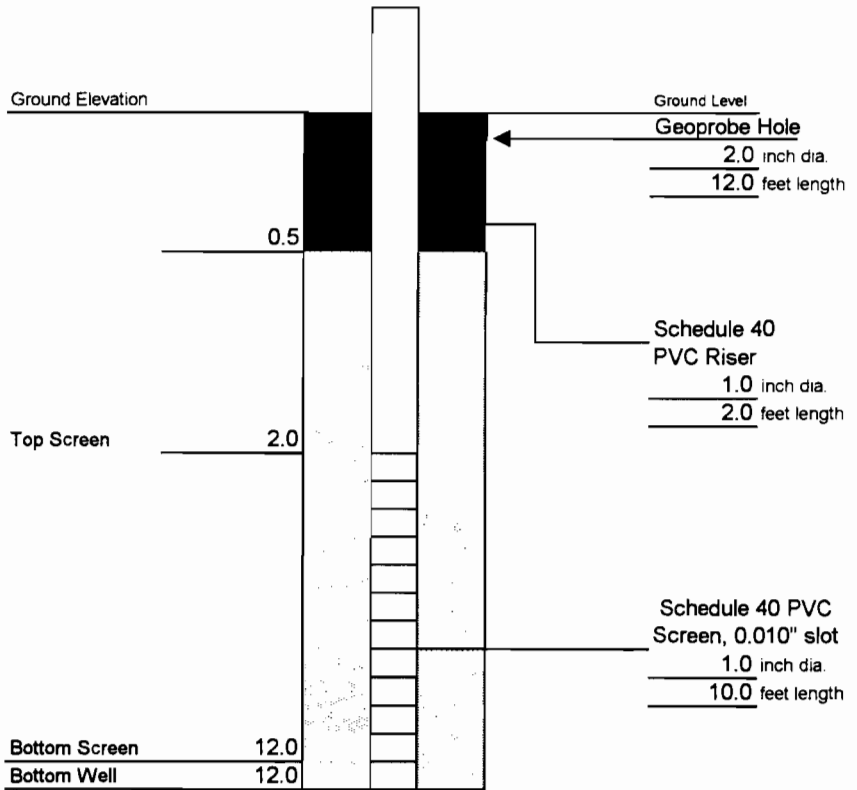 Ground Elevation
Ground Level
Geoprobe Hole
2.0 inch dia.
12.0 feet length
0.5
Schedule 40
PVC Riser
1.0 inch dia.
2.0 feet length
Top Screen 2.0
Schedule 40 PVC
Screen, 0.010" slot
1.0 inch dia.
10.0 feet length
Bottom Screen 12.0
Bottom Well 12.0